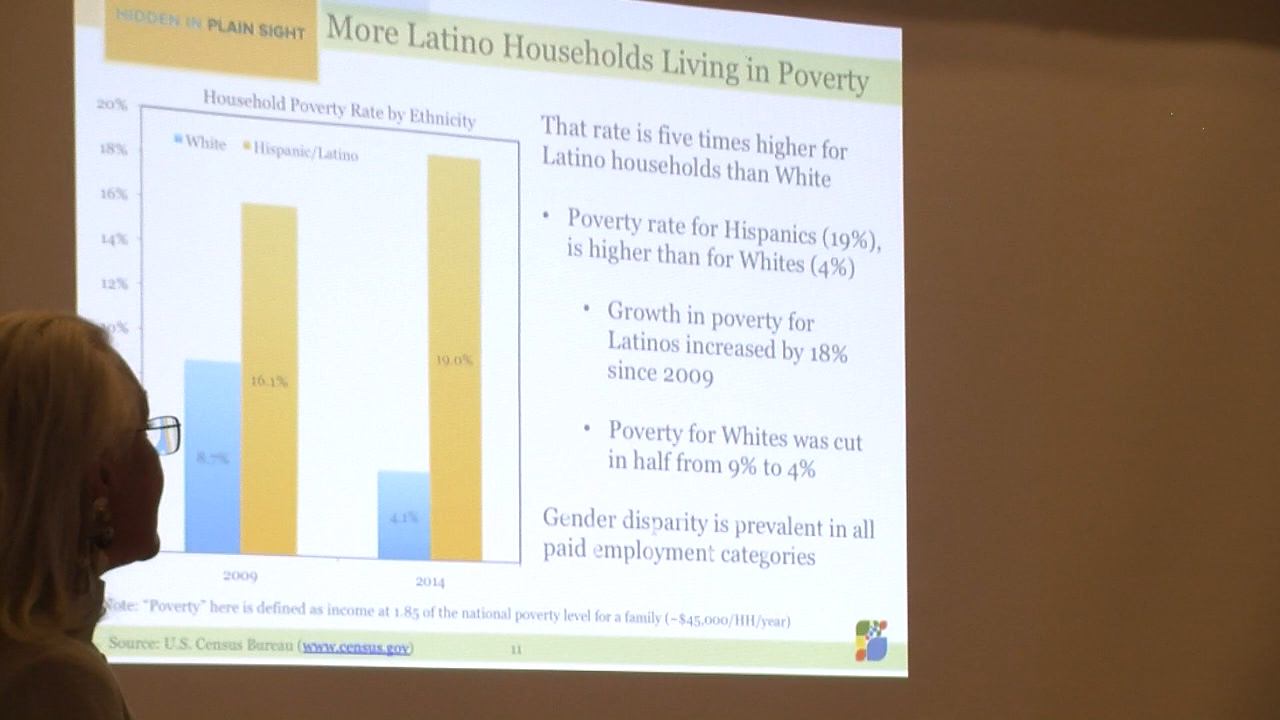 HIDDEN IN PLAIN SIGHT
More Latino Households Living in Poverty
Household Poverty Rate by Ethnicity
White Hispanic/Latino
20%
18%
16%
14%
12%
0%
16.1%
8.7%
19.0%
4.1%
2009 2014
That rate is five times higher for
Latino households than White
• Poverty rate for Hispanics (19%),
is higher than for Whites (4%)
• Growth in poverty for
Latinos increased by 18%
since 2009
• Poverty for Whites was cut
in half from 9% to 4%
Gender disparity is prevalent in all
paid employment categories
Note: “Poverty” here is defined as income at 1.85 of the national poverty level for a family (~$45,000/HH/year)
Source: U.S. Census Bureau (www.census.gov)
11